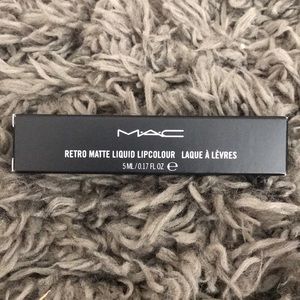 MAC
RETRO MATTE LIQUID LIPCOLOUR LAQUE À LÈVRES
5 ML/0.17 FL OZ ℮